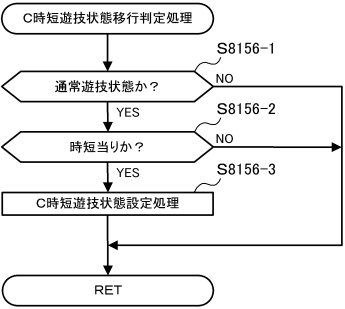 C時短遊技状態移行判定処理
S8156-1
通常遊技状態か？
NO
YES
S8156-2
時短当りか？
NO
YES
S8156-3
C時短遊技状態設定処理
RET